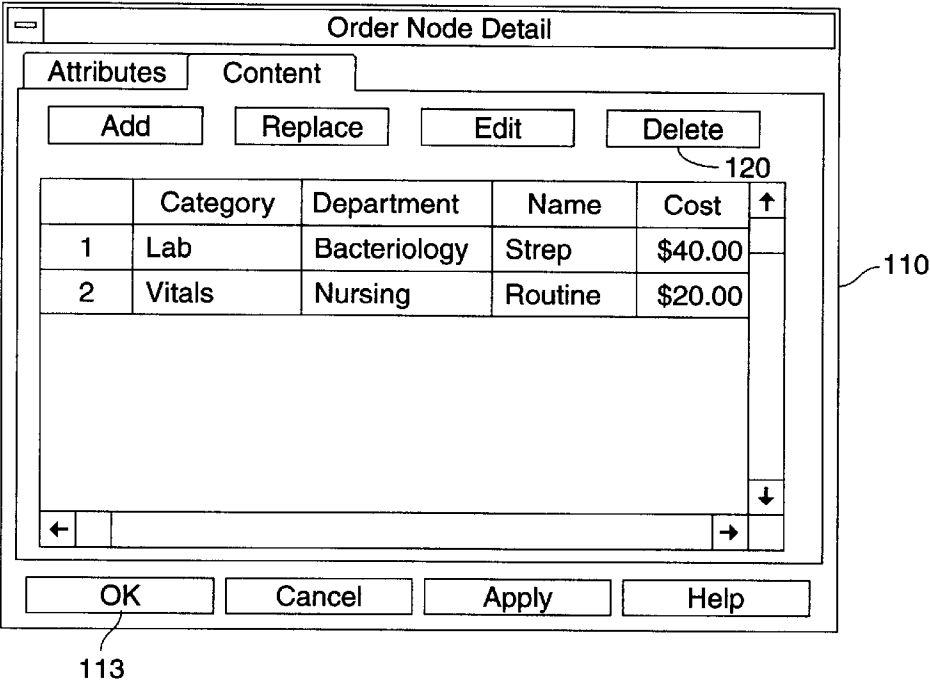 Order Node Detail
Attributes Content
Add Replace Edit Delete
120
Category Department Name Cost
1 Lab Bacteriology Strep $40.00
2 Vitals Nursing Routine $20.00
110
OK Cancel Apply Help
113